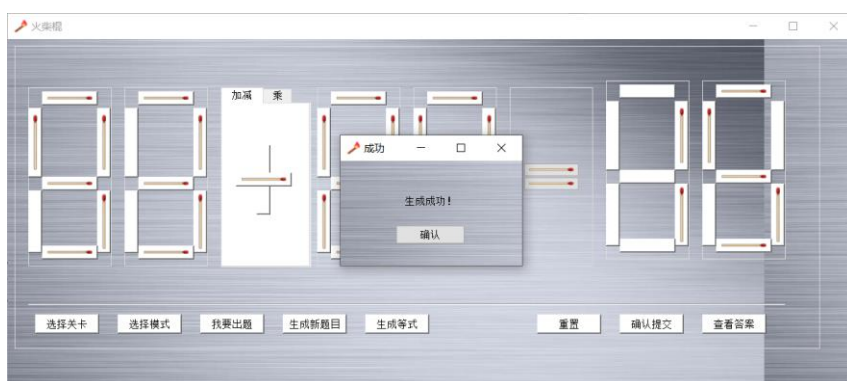 火柴棍
加减 乘
成功
生成成功！
确认
选择关卡 选择模式 我要出题 生成新题目 生成等式 重置 确认提交 查看答案